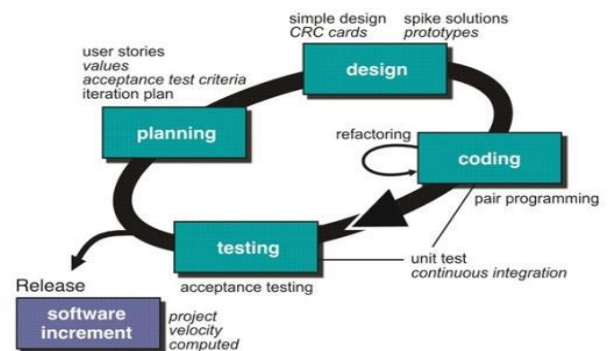 simple design
CRC cards
spike solutions
prototypes
user stories
values
acceptance test criteria
iteration plan
design
planning
refactoring
coding
pair programming
testing
unit test
continuous integration
acceptance testing
Release
software
increment
project
velocity
computed